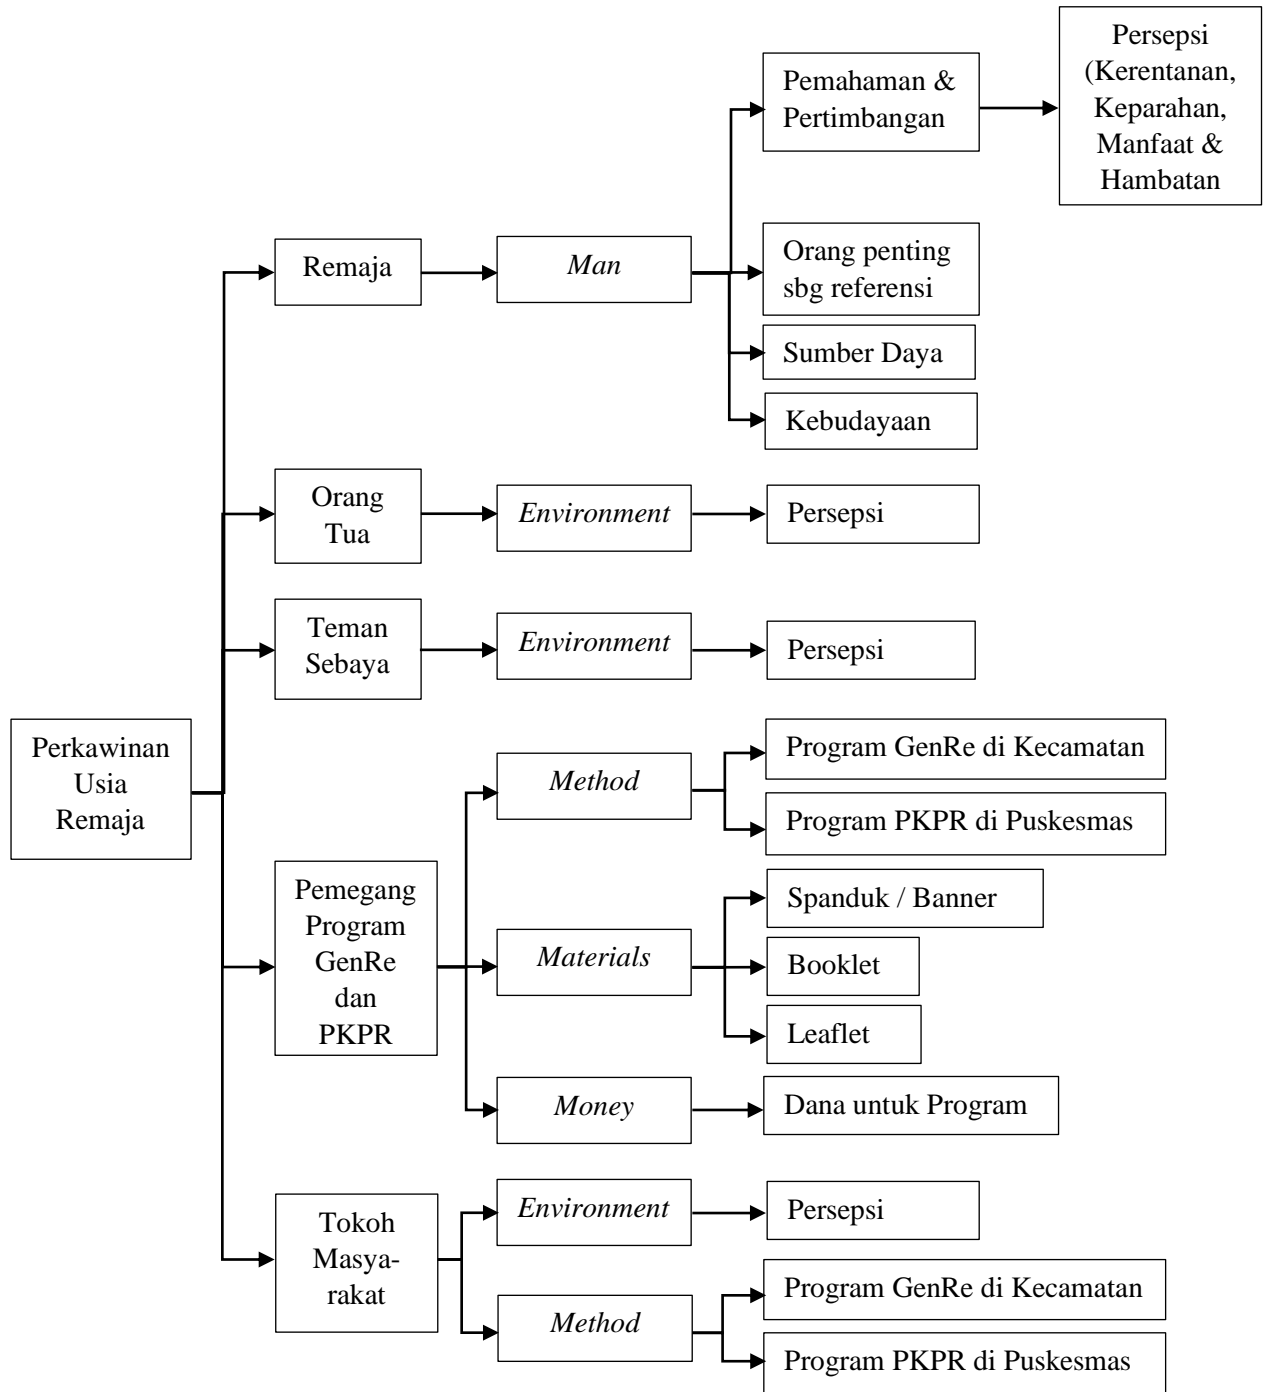 Persepsi
(Kerentanan,
Keparahan,
Manfaat &
Hambatan
Pemahaman &
Pertimbangan
Remaja
Man
Orang penting
sbg referensi
Sumber Daya
Kebudayaan
Orang
Tua
Environment
Persepsi
Teman
Sebaya
Environment
Persepsi
Perkawinan
Usia
Remaja
Method
Program GenRe di Kecamatan
Program PKPR di Puskesmas
Pemegang
Program
GenRe
dan
PKPR
Materials
Spanduk / Banner
Booklet
Leaflet
Money
Dana untuk Program
Tokoh
Masya-
rakat
Environment
Persepsi
Method
Program GenRe di Kecamatan
Program PKPR di Puskesmas